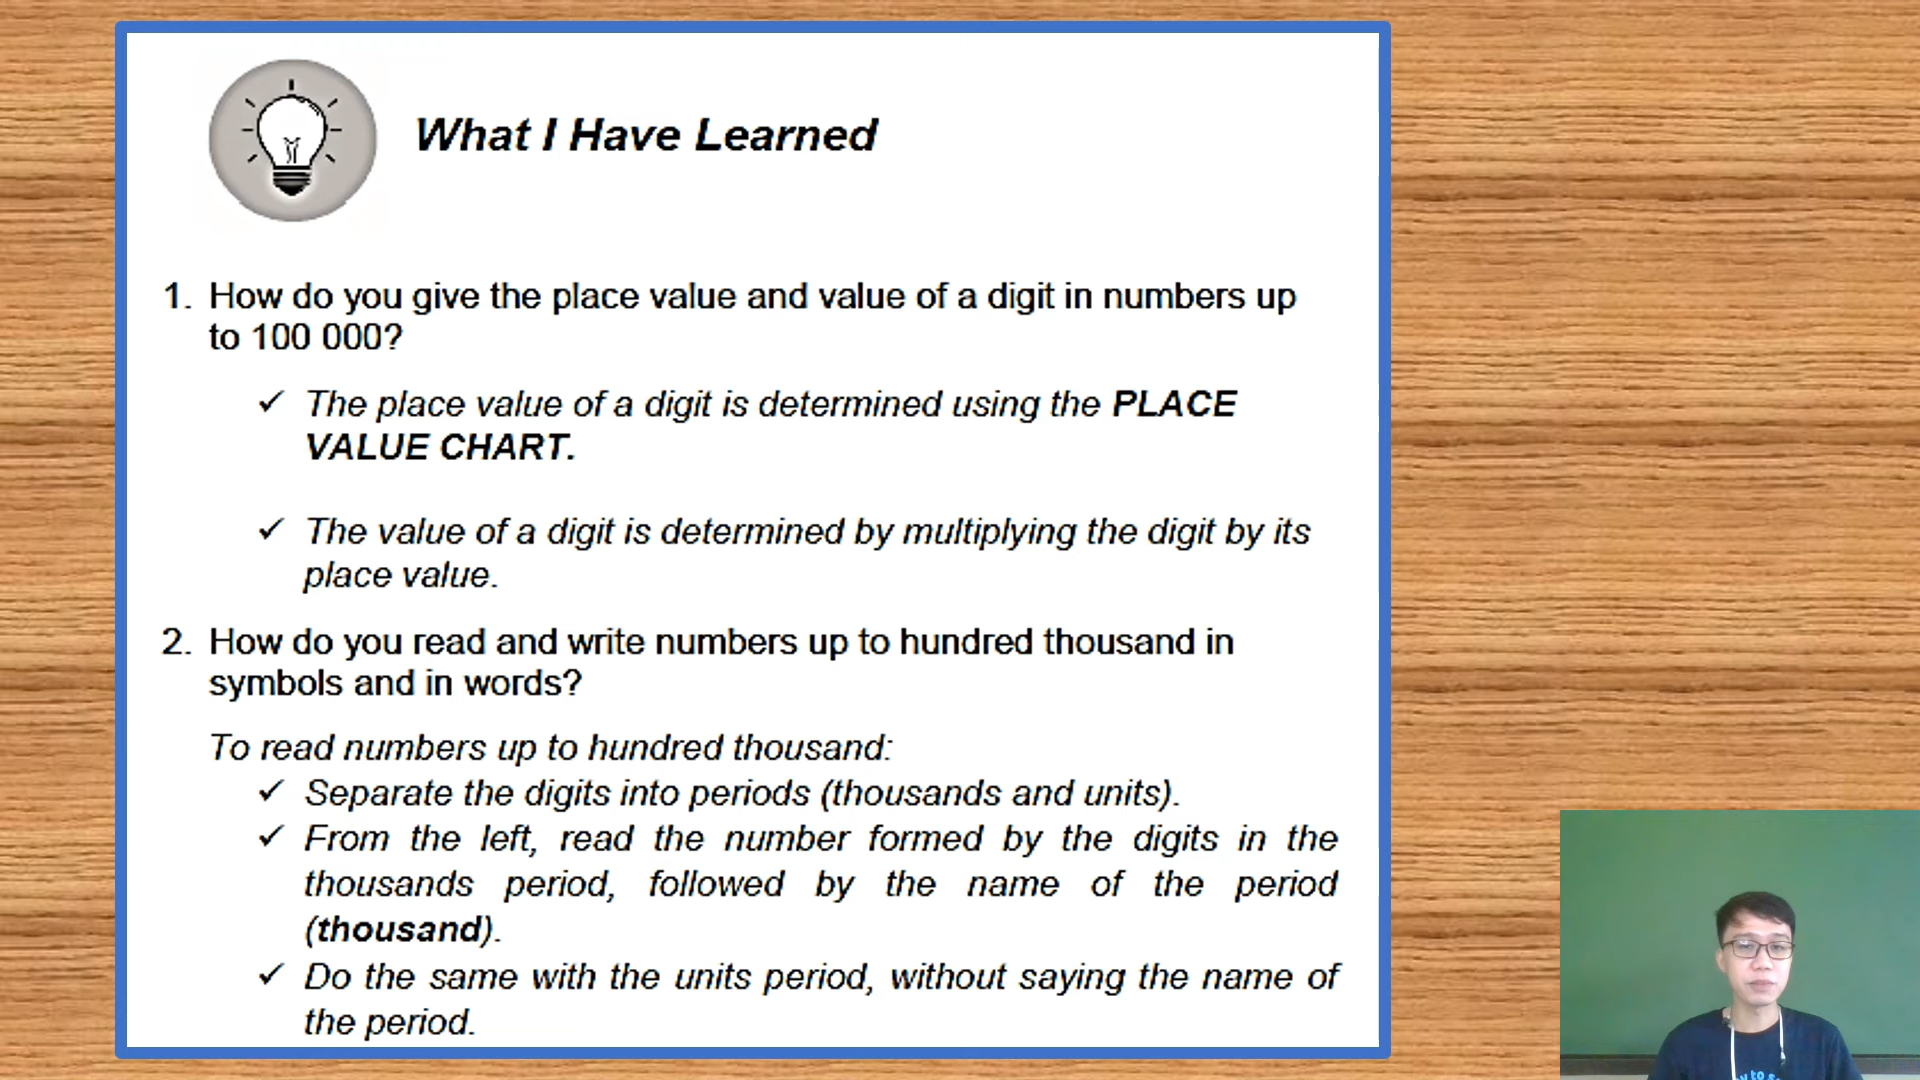 What I Have Learned
1. How do you give the place value and value of a digit in numbers up
to 100 000?
✓ The place value of a digit is determined using the PLACE
VALUE CHART.
✓ The value of a digit is determined by multiplying the digit by its
place value.
2. How do you read and write numbers up to hundred thousand in
symbols and in words?
To read numbers up to hundred thousand:
✓ Separate the digits into periods (thousands and units).
✓ From the left, read the number formed by the digits in the
thousands period, followed by the name of the period
(thousand).
✓ Do the same with the units period, without saying the name of
the period.